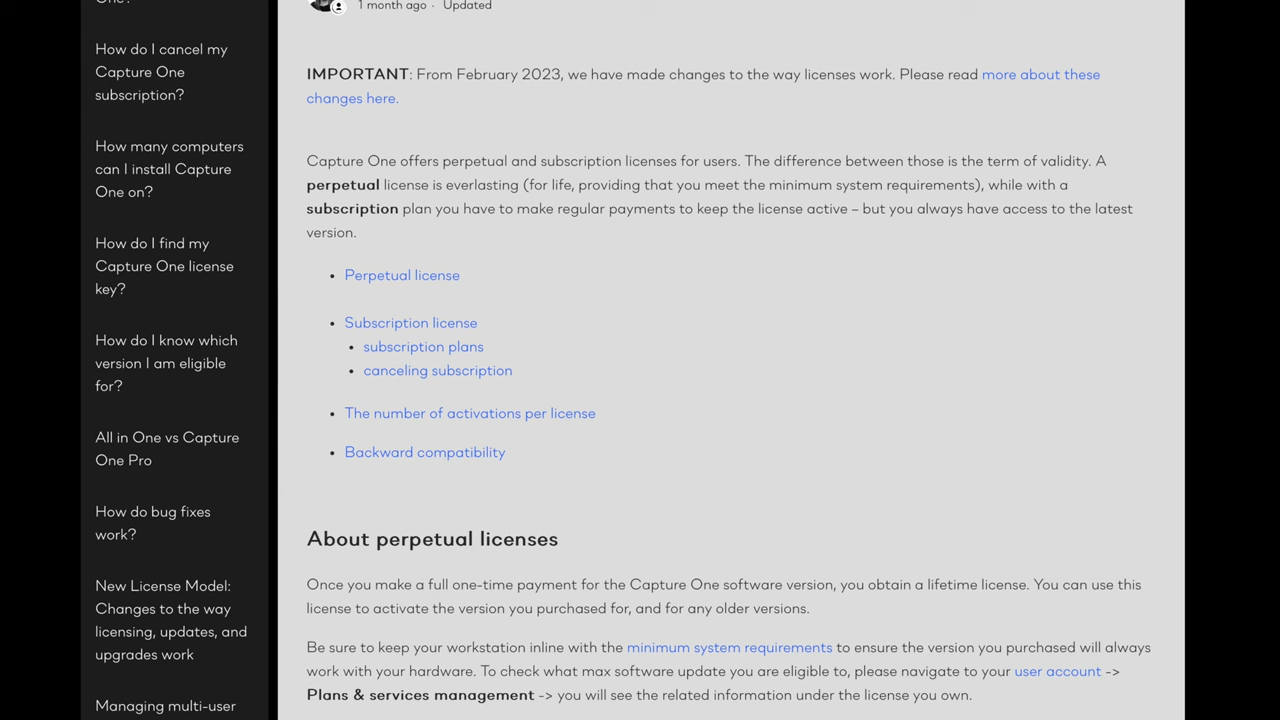 One?
How do I cancel my
Capture One
subscription?
How many computers
can I install Capture
One on?
How do I find my
Capture One license
key?
How do I know which
version I am eligible
for?
All in One vs Capture
One Pro
How do bug fixes
work?
New License Model:
Changes to the way
licensing, updates, and
upgrades work
Managing multi-user
1 month ago · Updated
IMPORTANT: From February 2023, we have made changes to the way licenses work. Please read more about these
changes here.
Capture One offers perpetual and subscription licenses for users. The difference between those is the term of validity. A
perpetual license is everlasting (for life, providing that you meet the minimum system requirements), while with a
subscription plan you have to make regular payments to keep the license active – but you always have access to the latest
version.
• Perpetual license
• Subscription license
• subscription plans
• canceling subscription
• The number of activations per license
• Backward compatibility
About perpetual licenses
Once you make a full one-time payment for the Capture One software version, you obtain a lifetime license. You can use this
license to activate the version you purchased for, and for any older versions.
Be sure to keep your workstation inline with the minimum system requirements to ensure the version you purchased will always
work with your hardware. To check what max software update you are eligible to, please navigate to your user account ->
Plans & services management -> you will see the related information under the license you own.